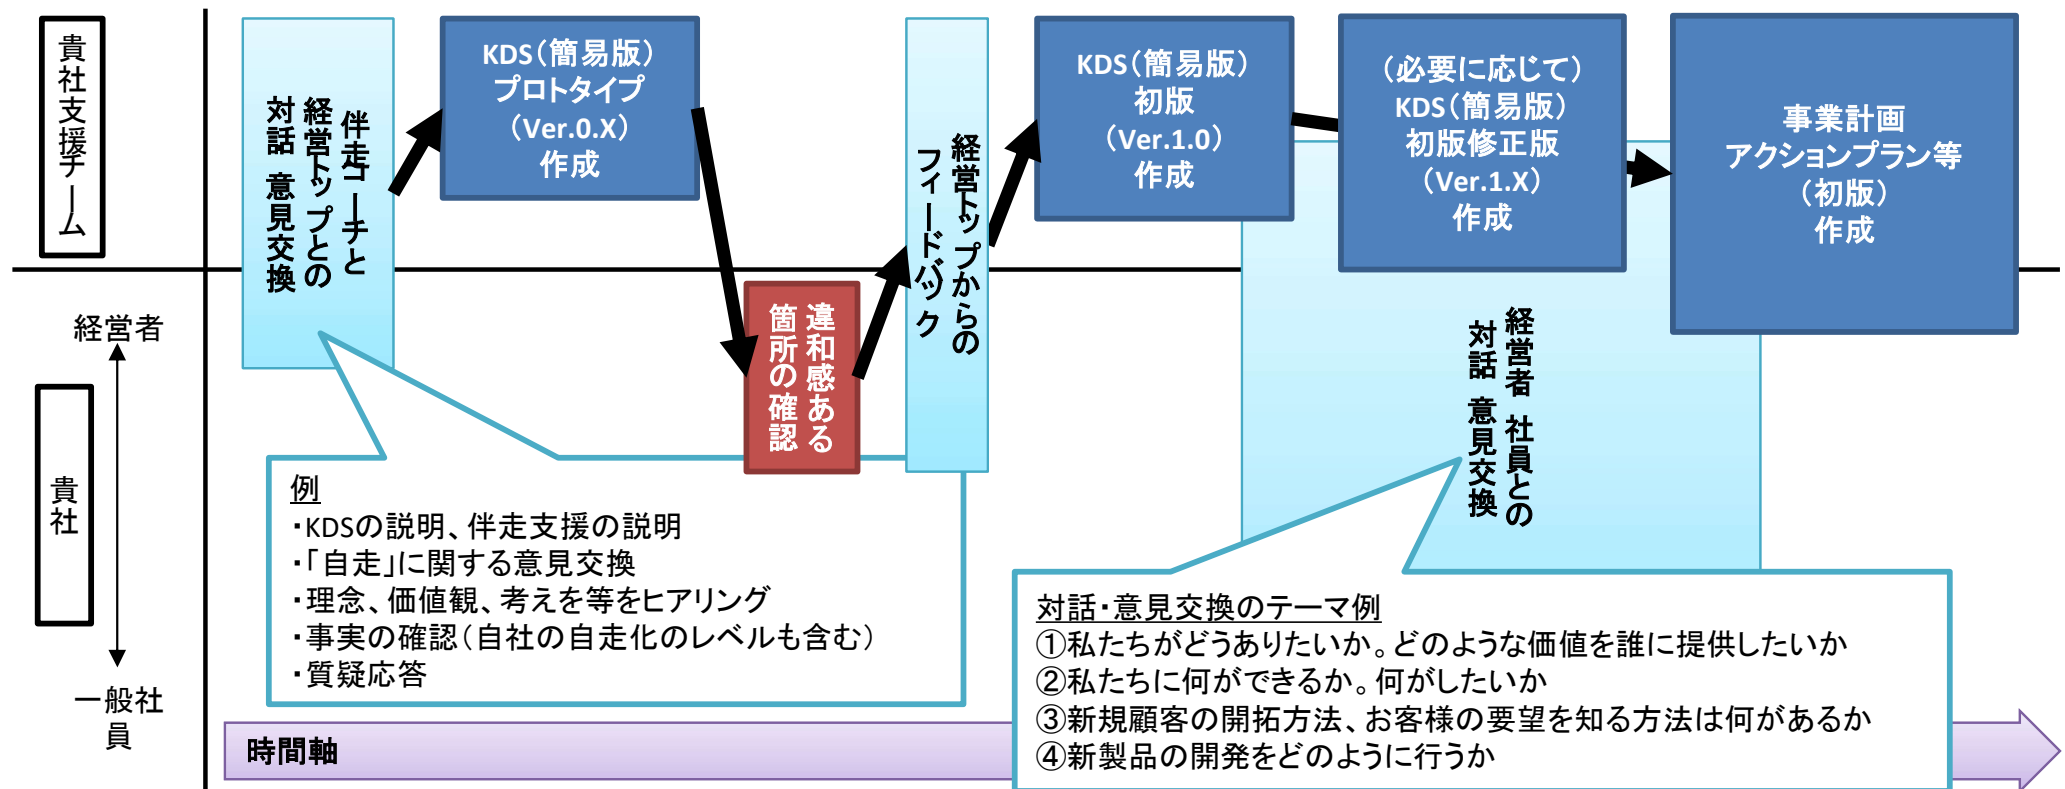 貴社支援チーム
経営者
貴社
一般社
員
伴走コーチと
経営トップとの
対話 意見交換
KDS（簡易版）
プロトタイプ
（Ver.0.X）
作成
違和感ある
箇所の確認
経営トップからの
フィードバック
KDS（簡易版）
初版
（Ver.1.0）
作成
（必要に応じて）
KDS（簡易版）
初版修正版
（Ver.1.X）
作成
事業計画
アクションプラン等
（初版）
作成
経営者 社員との
対話 意見交換
例
・KDSの説明、伴走支援の説明
・「自走」に関する意見交換
・理念、価値観、考えを等をヒアリング
・事実の確認（自社の自走化のレベルも含む）
・質疑応答
対話・意見交換のテーマ例
①私たちがどうありたいか。どのような価値を誰に提供したいか
②私たちに何ができるか。何がしたいか
③新規顧客の開拓方法、お客様の要望を知る方法は何があるか
④新製品の開発をどのように行うか
時間軸